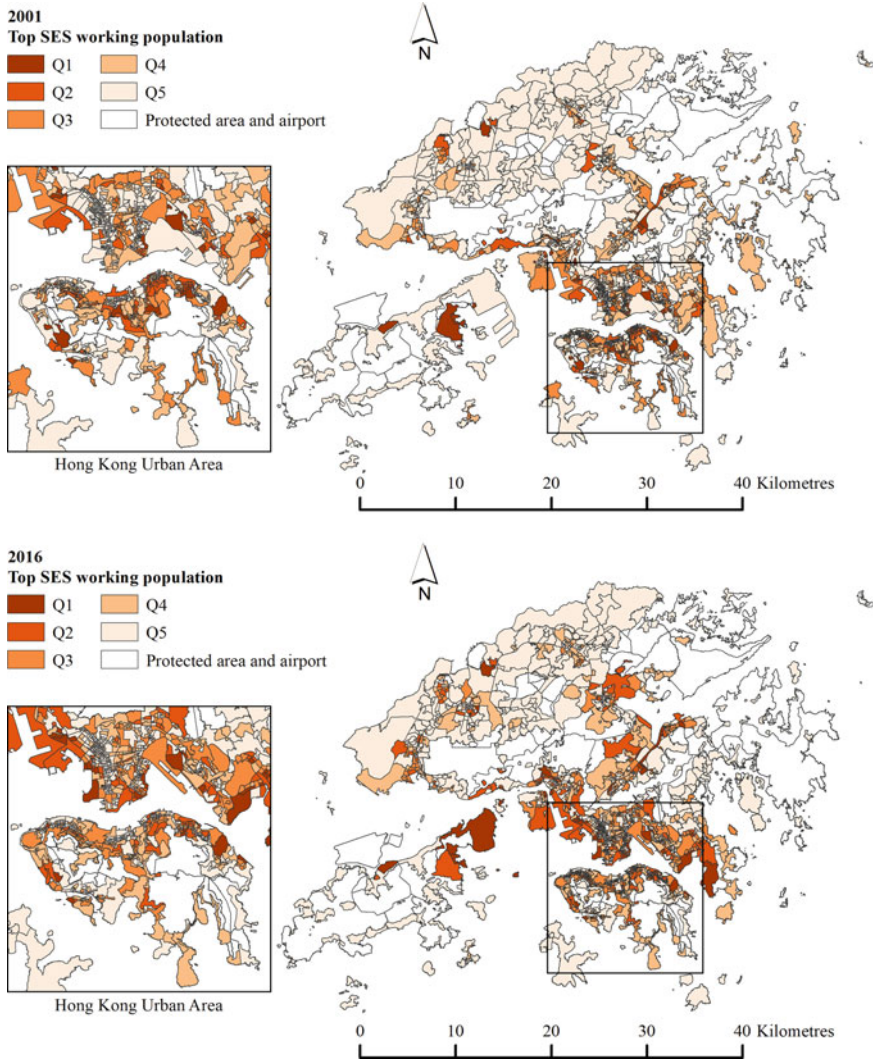 2001
Top SES working population
Q1 Q4
Q2 Q5
Q3 Protected area and airport
N
Hong Kong Urban Area
0 10 20 30 40 Kilometres
2016
Top SES working population
Q1 Q4
Q2 Q5
Q3 Protected area and airport
N
Hong Kong Urban Area
0 10 20 30 40 Kilometres